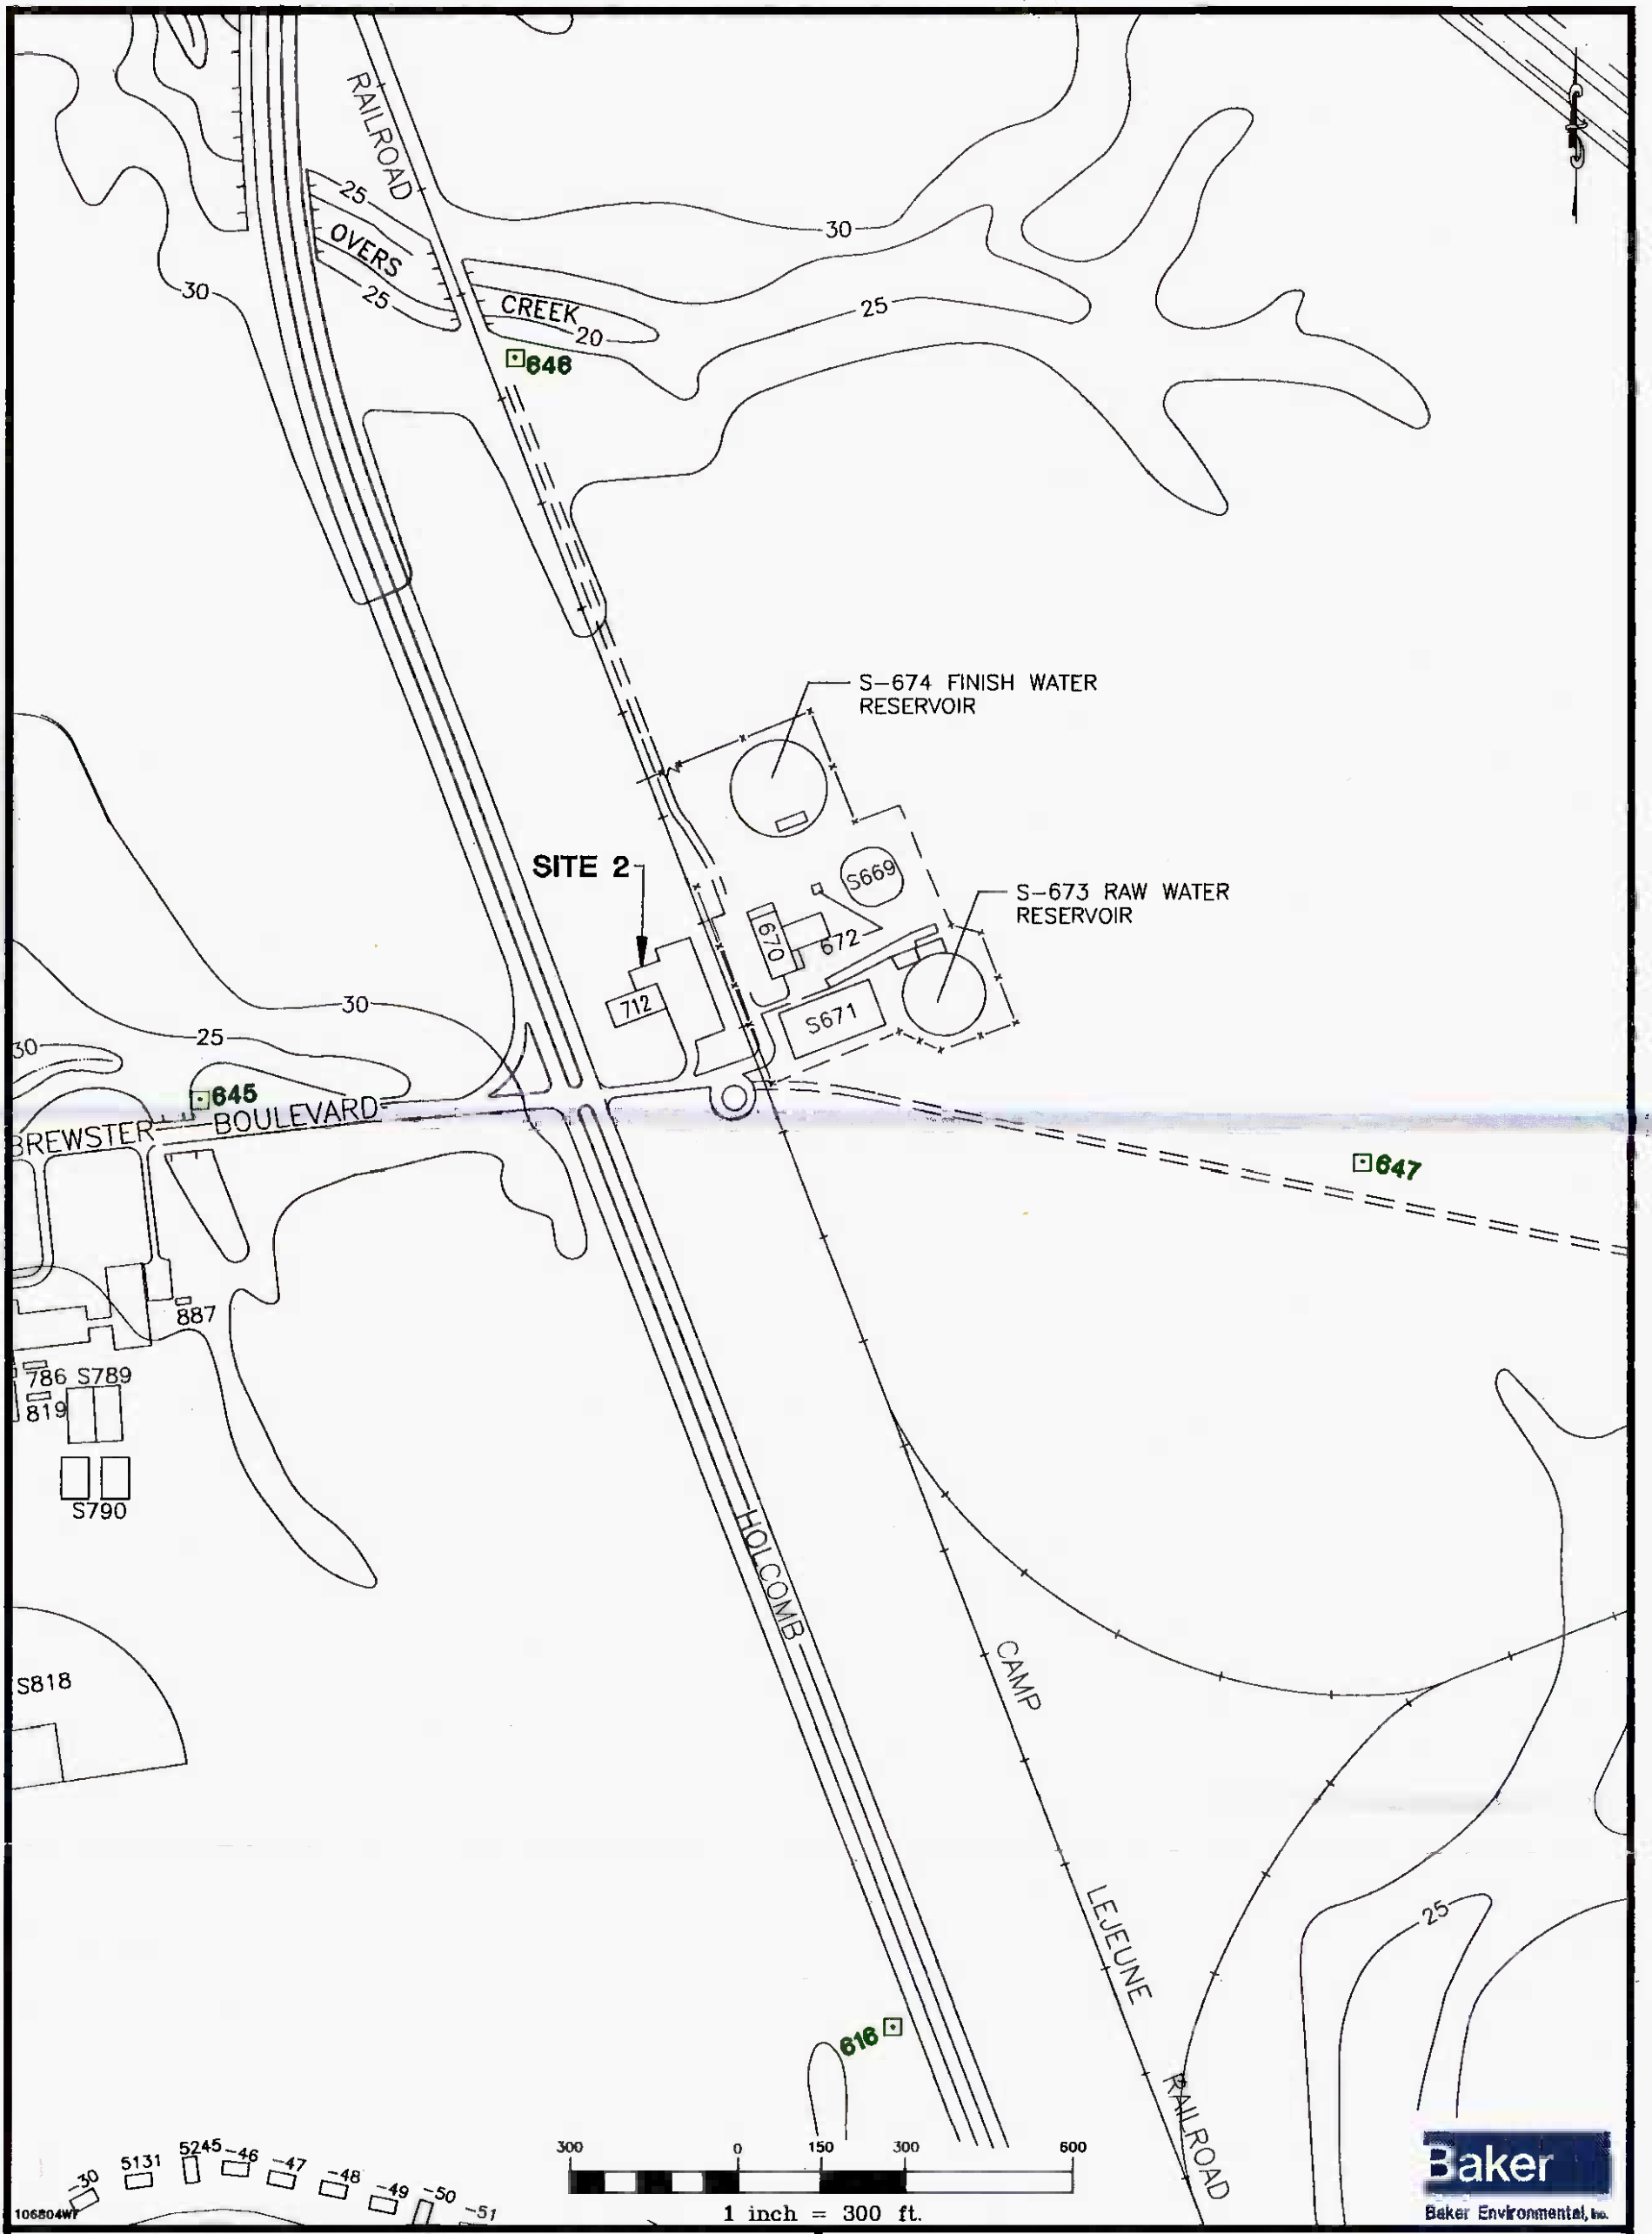 RAILROAD
25
OVERS
25
30
30
CREEK
20
25
646
S-674 FINISH WATER
RESERVOIR
SITE 2
S669
S-673 RAW WATER
RESERVOIR
670
672
712
S671
30
25
30
645
BREWSTER
BOULEVARD
647
887
786 S789
819
S790
HOLCOMB
CAMP
S818
LEJEUNE
25
616
RAILROAD
-30
5131
5245
-46
-47
-48
-49
-50
-51
300 0 150 300 600
1 inch = 300 ft.
Baker
Baker Environmental, Inc.